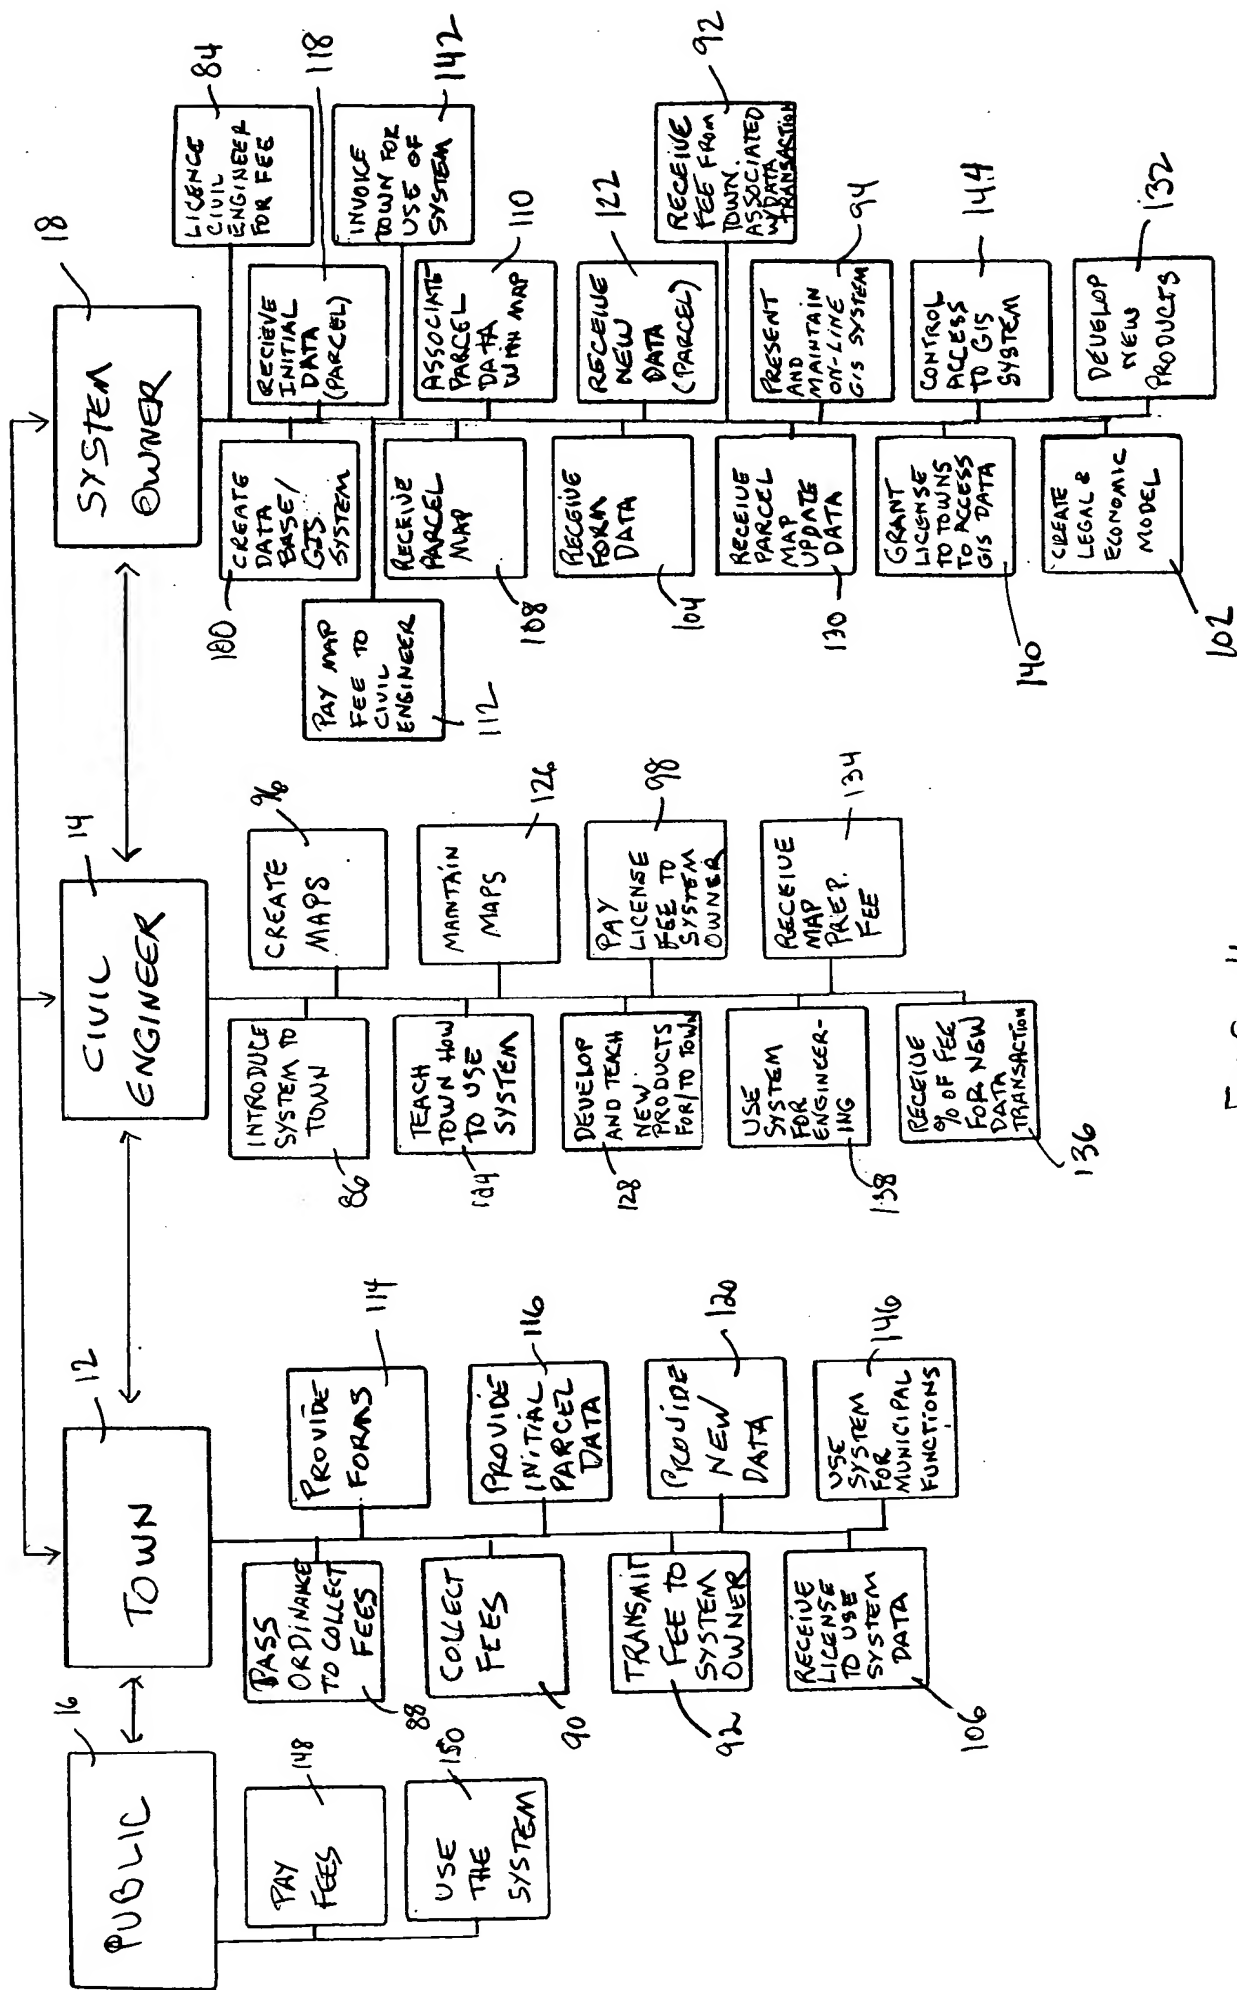 PUBLIC
16
PAY
FEES
148
USE
THE
SYSTEM
150
TOWN
12
PASS
ORDINANCE
TO COLLECT
FEES
88
PROVIDE
FORMS
114
COLLECT
FEES
90
PROVIDE
INITIAL
PARCEL
DATA
116
TRANSMIT
FEE TO
SYSTEM
OWNER
92
PROVIDE
NEW
DATA
120
RECEIVE
LICENSE
TO USE
SYSTEM
DATA
106
USE
SYSTEM
FOR
MUNICIPAL
FUNCTIONS
146
CIVIL
ENGINEER
14
INTRODUCE
SYSTEM TO
TOWN
86
CREATE
MAPS
96
TEACH
TOWN HOW
TO USE
SYSTEM
124
MAINTAIN
MAPS
126
DEVELOP
AND TEACH
NEW
PRODUCTS
FOR/TO TOWN
128
PAY
LICENSE
FEE TO
SYSTEM
OWNER
98
USE
SYSTEM
FOR
ENGINEER-
ING
138
RECEIVE
MAP
PREP.
FEE
134
RECEIVE
% OF FEE
FOR NEW
DATA
TRANSACTION
136
SYSTEM
OWNER
18
LICENCE
CIVIL
ENGINEER
FOR FEE
84
CREATE
DATA
BASE/
GIS
SYSTEM
100
RECIEVE
INITIAL
DATA
(PARCEL)
118
PAY MAP
FEE TO
CIVIL
ENGINEER
112
INVOICE
TOWN FOR
USE OF
SYSTEM
142
RECEIVE
PARCEL
MAP
108
ASSOCIATE
PARCEL
DATA
W/IN MAP
110
RECEIVE
FORM
DATA
104
RECEIVE
NEW
DATA
(PARCEL)
122
RECEIVE
FEE FROM
TOWN.
ASSOCIATED
W/DATA
TRANSACTION
92
RECEIVE
PARCEL
MAP
UPDATE
DATA
130
PRESENT
AND
MAINTAIN
ON-LINE
GIS SYSTEM
94
GRANT
LICENSE
TO TOWNS
TO ACCESS
GIS DATA
140
CONTROL
ACCESS
TO GIS
SYSTEM
144
CREATE
LEGAL &
ECONOMIC
MODEL
102
DEVELOP
NEW
PRODUCTS
132